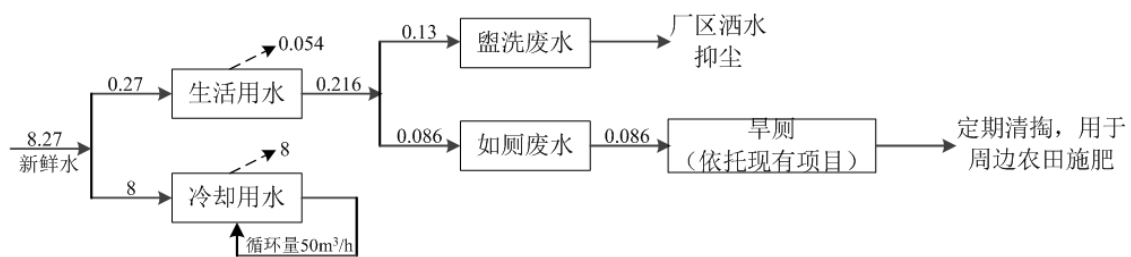 8.27
新鲜水
0.27
生活用水
0.054
0.216
0.13
盥洗废水
厂区洒水
抑尘
0.086
如厕废水
0.086
旱厕
（依托现有项目）
定期清掏，用于
周边农田施肥
8
冷却用水
8
循环量50m³/h